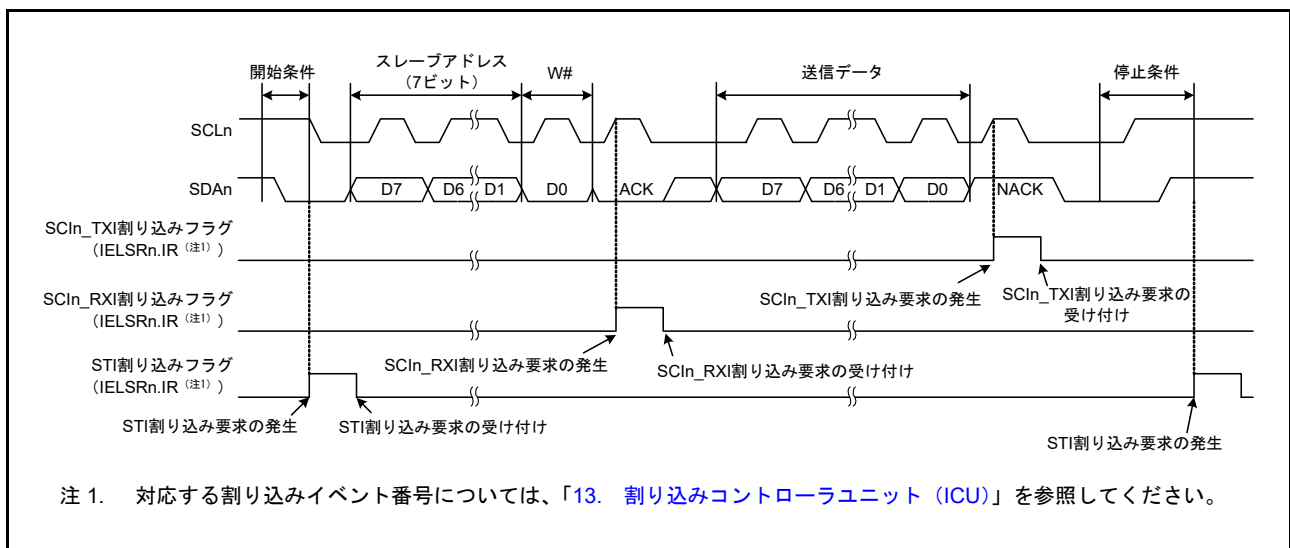 開始条件
スレーブアドレス
(7ビット)
W#
送信データ
停止条件
SCLn
SDAn
D7
D6
D1
D0
ACK
D7
D6
D1
D0
NACK
SCIn_TXI割り込みフラグ
(IELSRn.IR (注1) )
SCIn_TXI割り込み要求の発生
SCIn_TXI割り込み要求の
受け付け
SCIn_RXI割り込みフラグ
(IELSRn.IR (注1) )
SCIn_RXI割り込み要求の発生
SCIn_RXI割り込み要求の受け付け
STI割り込みフラグ
(IELSRn.IR (注1) )
STI割り込み要求の発生
STI割り込み要求の受け付け
STI割り込み要求の発生
注 1. 対応する割り込みイベント番号については、「13. 割り込みコントローラユニット（ICU）」を参照してください。